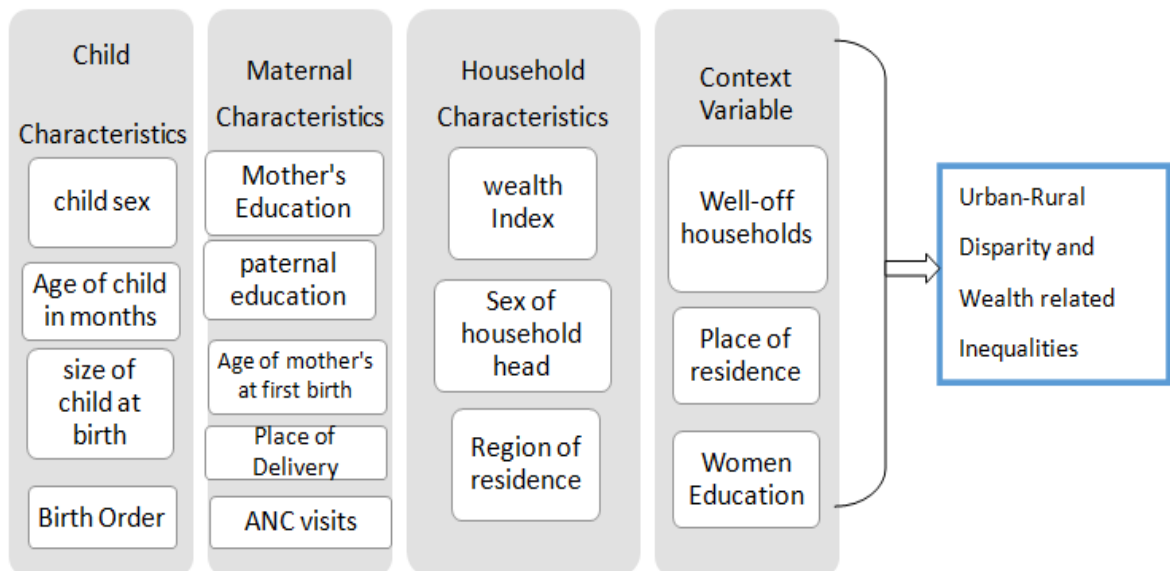 Child
Characteristics
child sex
Age of child
in months
size of
child at
birth
Birth Order
Maternal
Characteristics
Mother's
Education
paternal
education
Age of mother's
at first birth
Place of
Delivery
ANC visits
Household
Characteristics
wealth
Index
Sex of
household
head
Region of
residence
Context
Variable
Well-off
households
Place of
residence
Women
Education
Urban-Rural
Disparity and
Wealth related
Inequalities